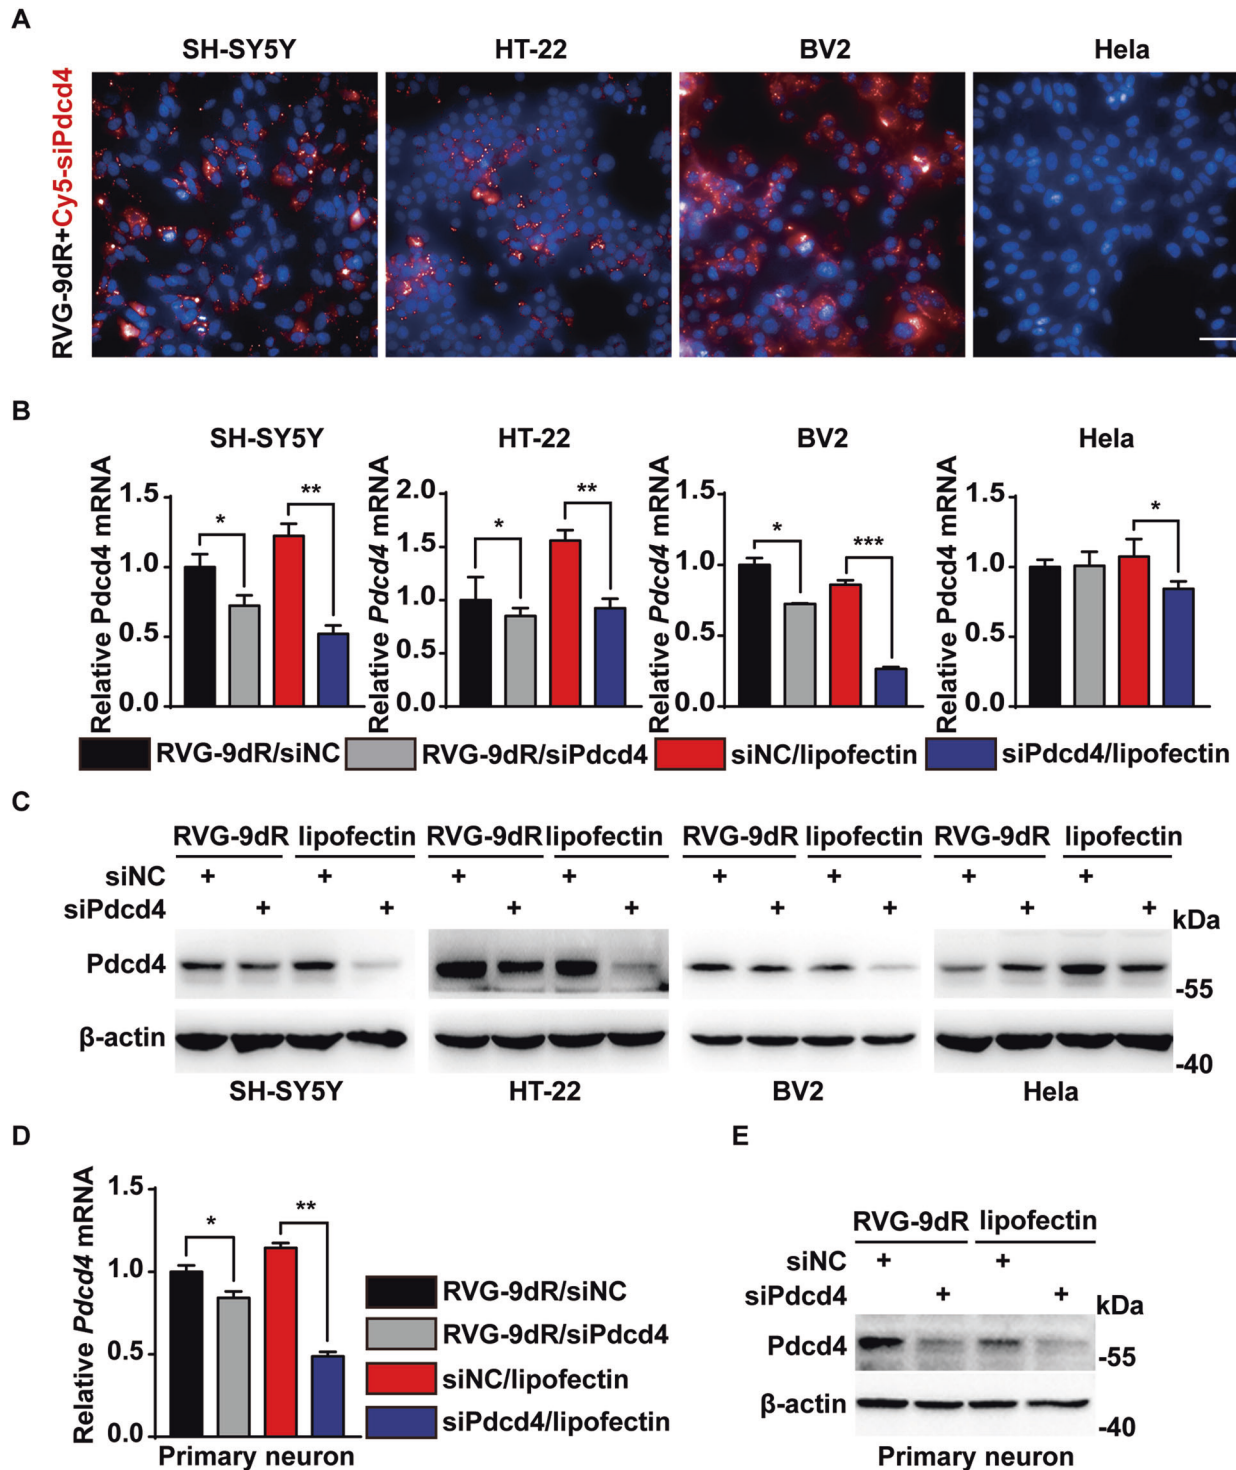 A
SH-SY5Y HT-22 BV2 Hela
RVG-9dR+Cy5-siPdcd4
B
SH-SY5Y HT-22 BV2 Hela
Relative Pdcd4 mRNA
1.5
1.0
0.5
0.0
* **
Relative Pdcd4 mRNA
2.0
1.5
1.0
0.5
0.0
* **
Relative Pdcd4 mRNA
1.5
1.0
0.5
0.0
* ***
Relative Pdcd4 mRNA
1.5
1.0
0.5
0.0
*
RVG-9dR/siNC RVG-9dR/siPdcd4 siNC/lipofectin siPdcd4/lipofectin
C
RVG-9dR lipofectin RVG-9dR lipofectin RVG-9dR lipofectin RVG-9dR lipofectin
siNC + + + + + + + +
siPdcd4 + + + + + + + +
kDa
Pdcd4
-55
β-actin
-40
SH-SY5Y HT-22 BV2 Hela
D
Relative Pdcd4 mRNA
1.5
1.0
0.5
0.0
* **
Primary neuron
RVG-9dR/siNC
RVG-9dR/siPdcd4
siNC/lipofectin
siPdcd4/lipofectin
E
RVG-9dR lipofectin
siNC + +
siPdcd4 + +
kDa
Pdcd4
-55
β-actin
-40
Primary neuron